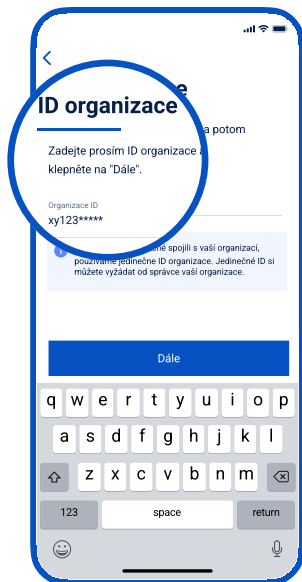 ID organizace
a potom
Zadejte prosím ID organizace a
klepněte na "Dále".
Organizace ID
xy123*****
spojili s vaší organizací,
používáme jedinečné ID organizace. Jedinečné ID si
můžete vyžádat od správce vaší organizace.
Dále
q w e r t y u i o p
a s d f g h j k l
z x c v b n m
123 space return